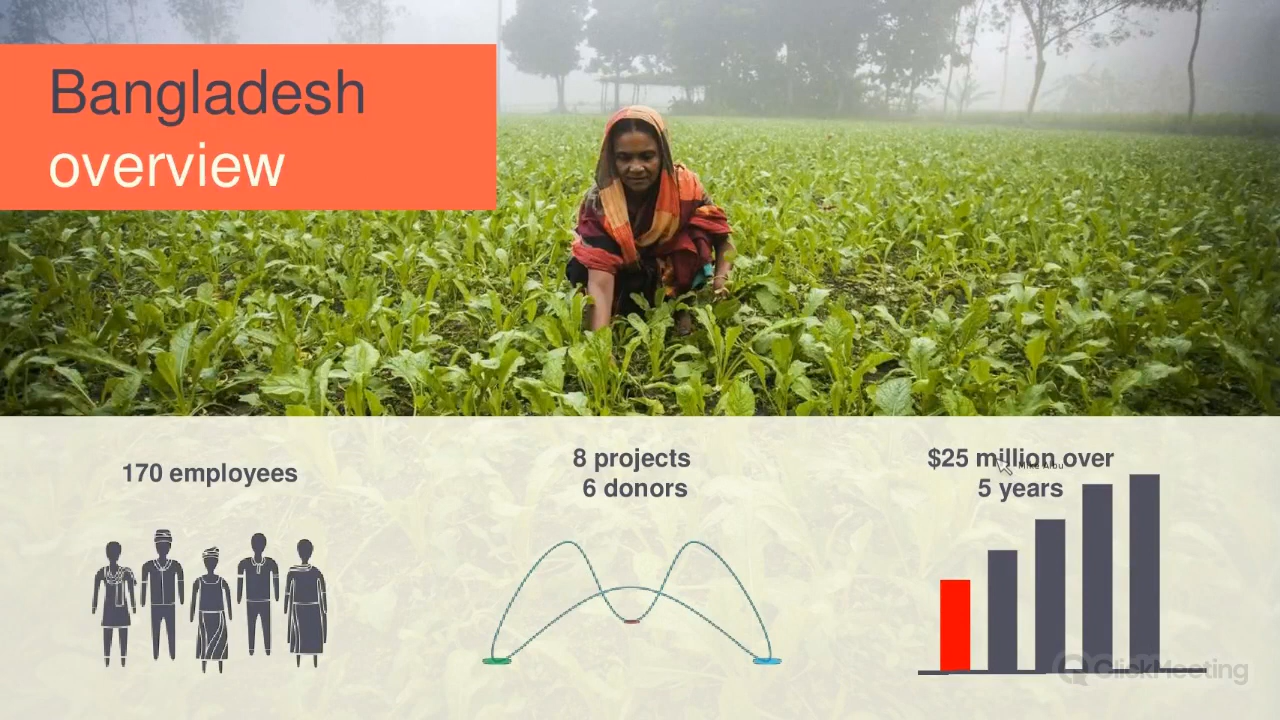 Bangladesh
overview
170 employees
8 projects
6 donors
$25 million over
5 years
ClickMeeting